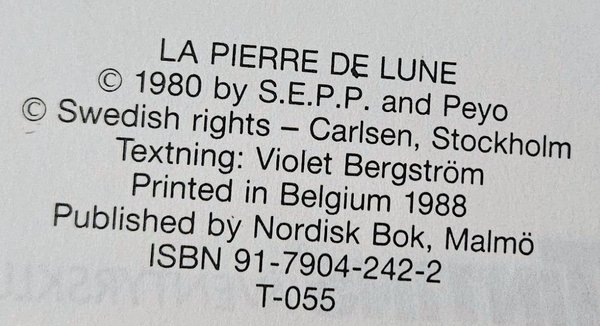 LA PIERRE DE LUNE
© 1980 by S.E.P.P. and Peyo
© Swedish rights – Carlsen, Stockholm
Textning: Violet Bergström
Printed in Belgium 1988
Published by Nordisk Bok, Malmö
ISBN 91-7904-242-2
T-055